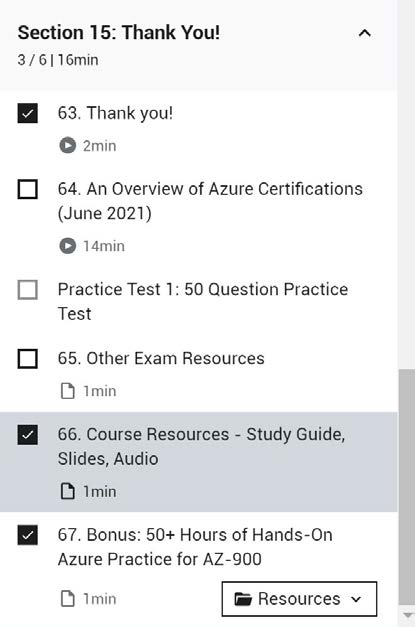 Section 15: Thank You!
3 / 6 | 16min
63. Thank you!
2min
64. An Overview of Azure Certifications
(June 2021)
14min
Practice Test 1: 50 Question Practice
Test
65. Other Exam Resources
1min
66. Course Resources - Study Guide,
Slides, Audio
1min
67. Bonus: 50+ Hours of Hands-On
Azure Practice for AZ-900
1min
Resources